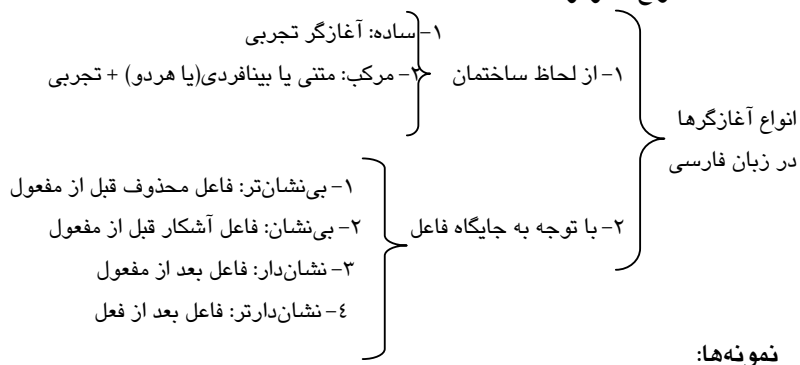 انواع آغازگرها
در زبان فارسی
۱- از لحاظ ساختمان
۱- ساده: آغازگر تجربی
۲- مرکب: متنی یا بینافردی(یا هردو) + تجربی
۲- با توجه به جایگاه فاعل
۱- بی‌نشان‌تر: فاعل محذوف قبل از مفعول
۲- بی‌نشان: فاعل آشکار قبل از مفعول
۳- نشان‌دار: فاعل بعد از مفعول
٤- نشان‌دارتر: فاعل بعد از فعل
نمونه‌ها: